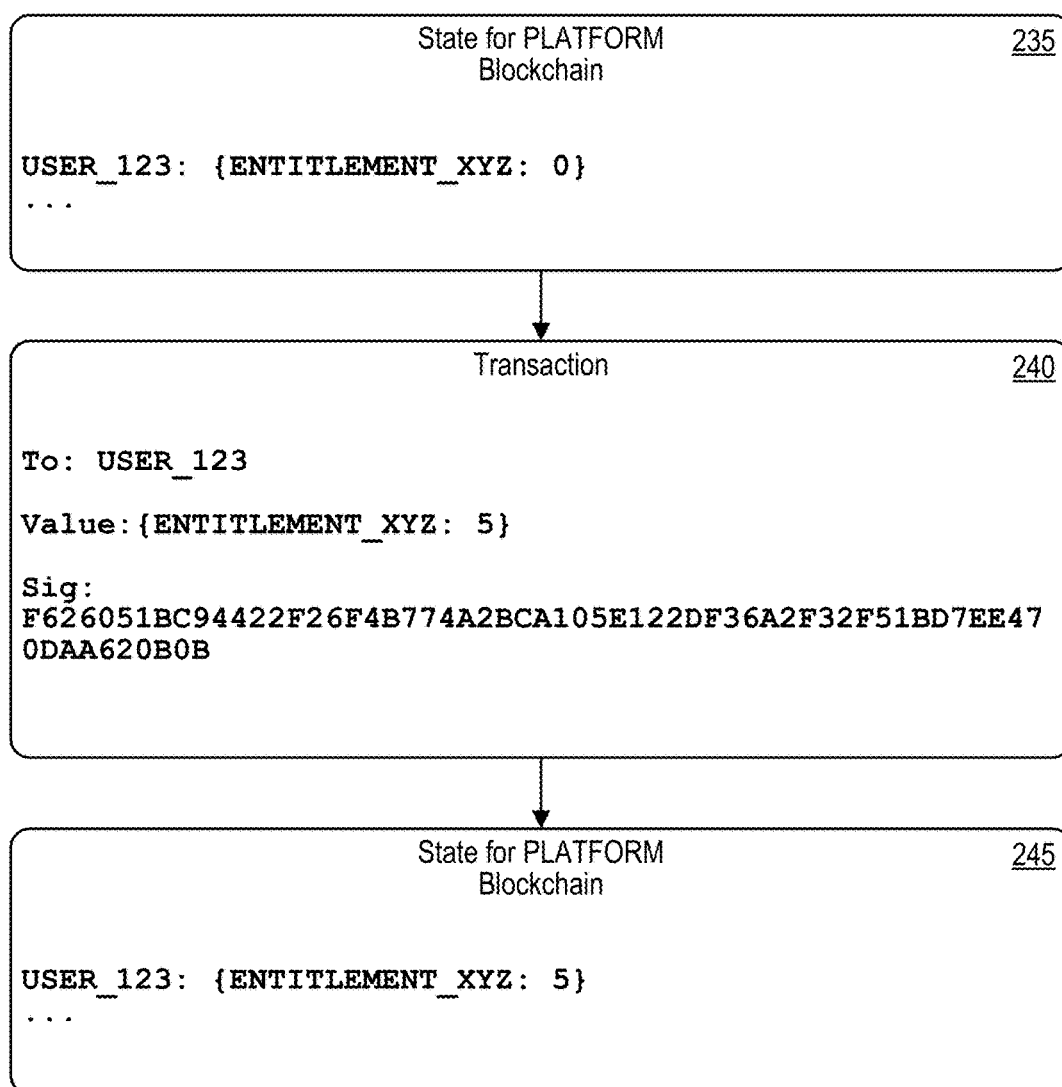 State for PLATFORM 235
Blockchain
USER_123: {ENTITLEMENT_XYZ: 0}
...
Transaction 240
To: USER_123
Value:{ENTITLEMENT_XYZ: 5}
Sig:
F626051BC94422F26F4B774A2BCA105E122DF36A2F32F51BD7EE47
0DAA620B0B
State for PLATFORM 245
Blockchain
USER_123: {ENTITLEMENT_XYZ: 5}
...